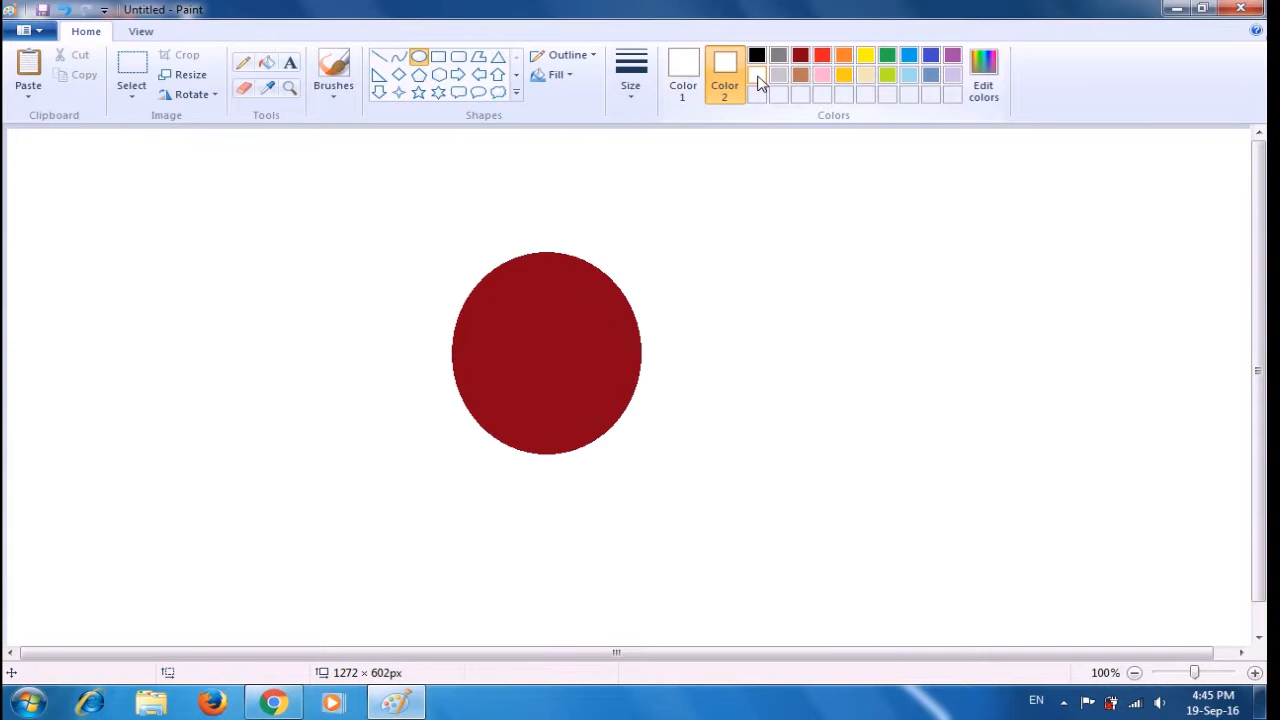 Untitled - Paint
Home
View
Paste
Cut
Copy
Clipboard
Select
Crop
Resize
Rotate
Image
A
Tools
Brushes
Outline
Fill
Shapes
Size
Color 1
Color 2
Edit colors
Colors
1272 × 602px
100%
EN
4:45 PM
19-Sep-16